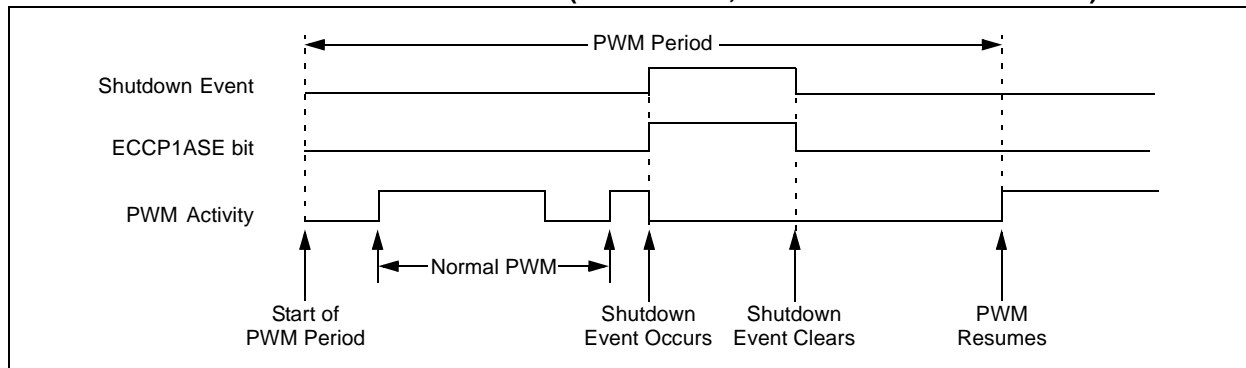 PWM Period
Shutdown Event
ECCP1ASE bit
PWM Activity
Normal PWM
Start of
PWM Period
Shutdown
Event Occurs
Shutdown
Event Clears
PWM
Resumes